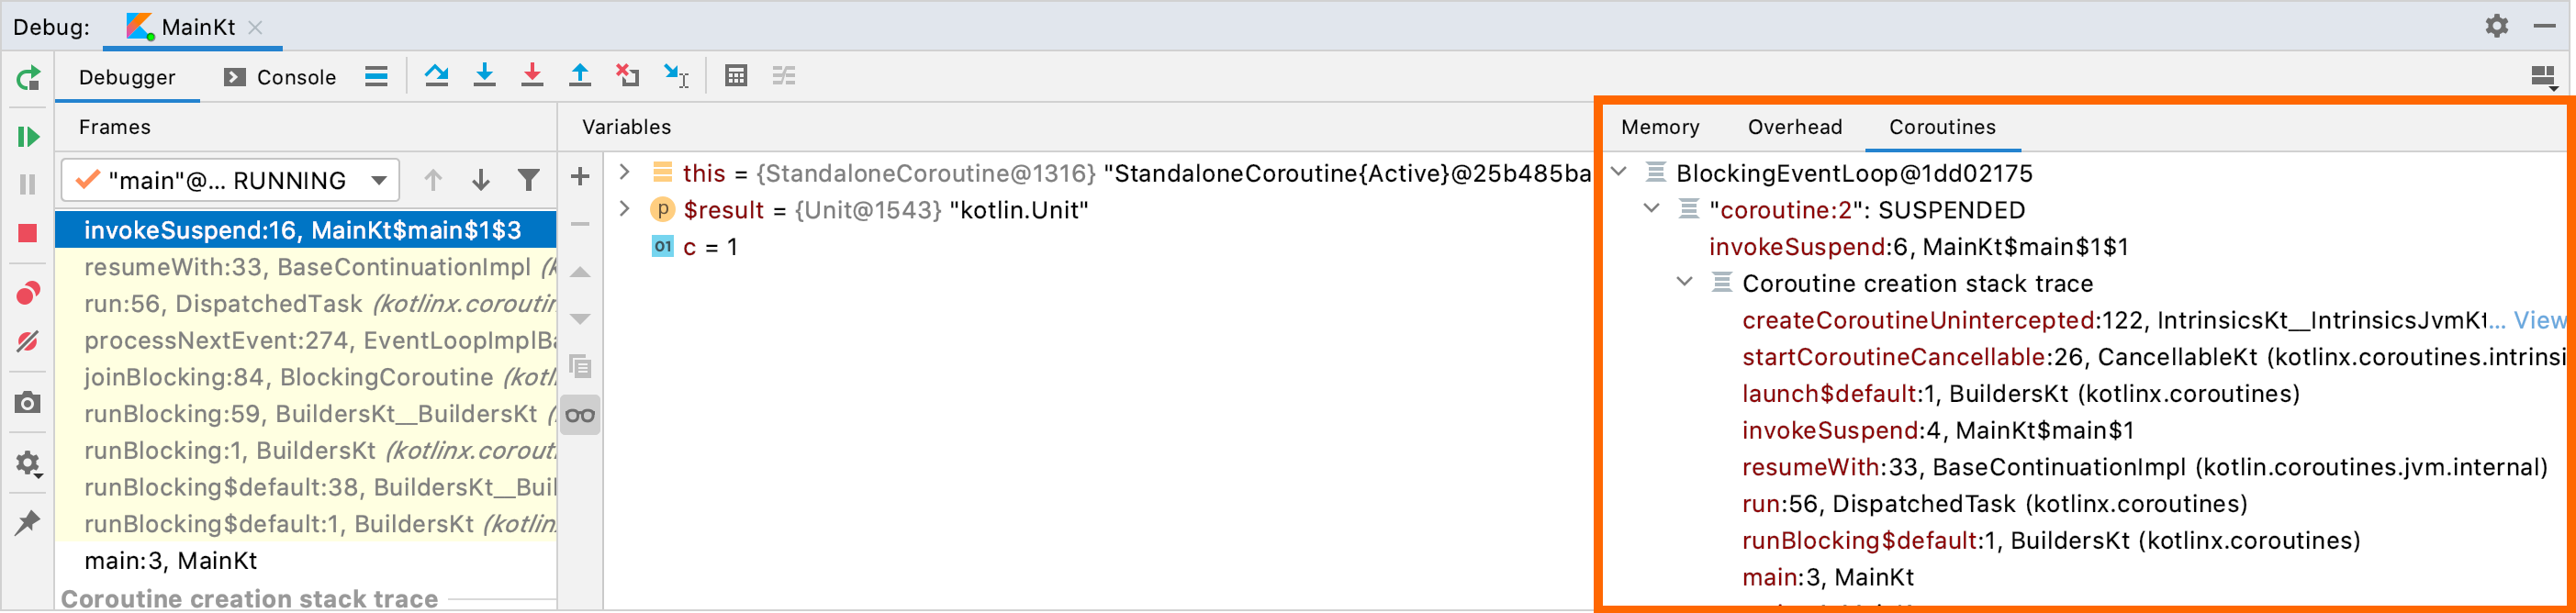 Debug: MainKt
Debugger Console
Frames
"main"@... RUNNING
invokeSuspend:16, MainKt$main$1$3
resumeWith:33, BaseContinuationImpl (k
run:56, DispatchedTask (kotlinx.coroutin
processNextEvent:274, EventLoopImplBa
joinBlocking:84, BlockingCoroutine (kotl
runBlocking:59, BuildersKt__BuildersKt (
runBlocking:1, BuildersKt (kotlinx.corout
runBlocking$default:38, BuildersKt__Buil
runBlocking$default:1, BuildersKt (kotlin
main:3, MainKt
Coroutine creation stack trace
Variables
this = {StandaloneCoroutine@1316} "StandaloneCoroutine{Active}@25b485ba
p $result = {Unit@1543} "kotlin.Unit"
01 c = 1
Memory Overhead Coroutines
BlockingEventLoop@1dd02175
"coroutine:2": SUSPENDED
invokeSuspend:6, MainKt$main$1$1
Coroutine creation stack trace
createCoroutineUnintercepted:122, IntrinsicsKt__IntrinsicsJvmKt... View
startCoroutineCancellable:26, CancellableKt (kotlinx.coroutines.intrinsi
launch$default:1, BuildersKt (kotlinx.coroutines)
invokeSuspend:4, MainKt$main$1
resumeWith:33, BaseContinuationImpl (kotlin.coroutines.jvm.internal)
run:56, DispatchedTask (kotlinx.coroutines)
runBlocking$default:1, BuildersKt (kotlinx.coroutines)
main:3, MainKt